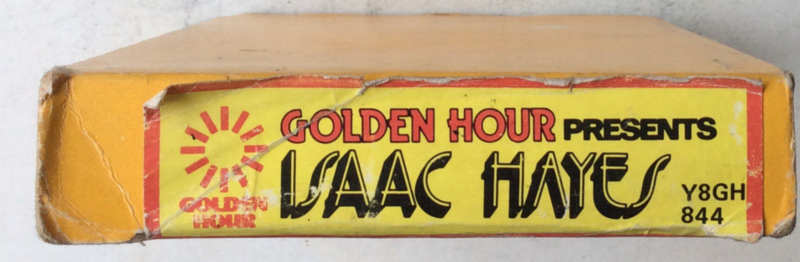 GOLDEN HOUR PRESENTS
ISAAC HAYES
Y8GH
844
GOLDEN
HOUR